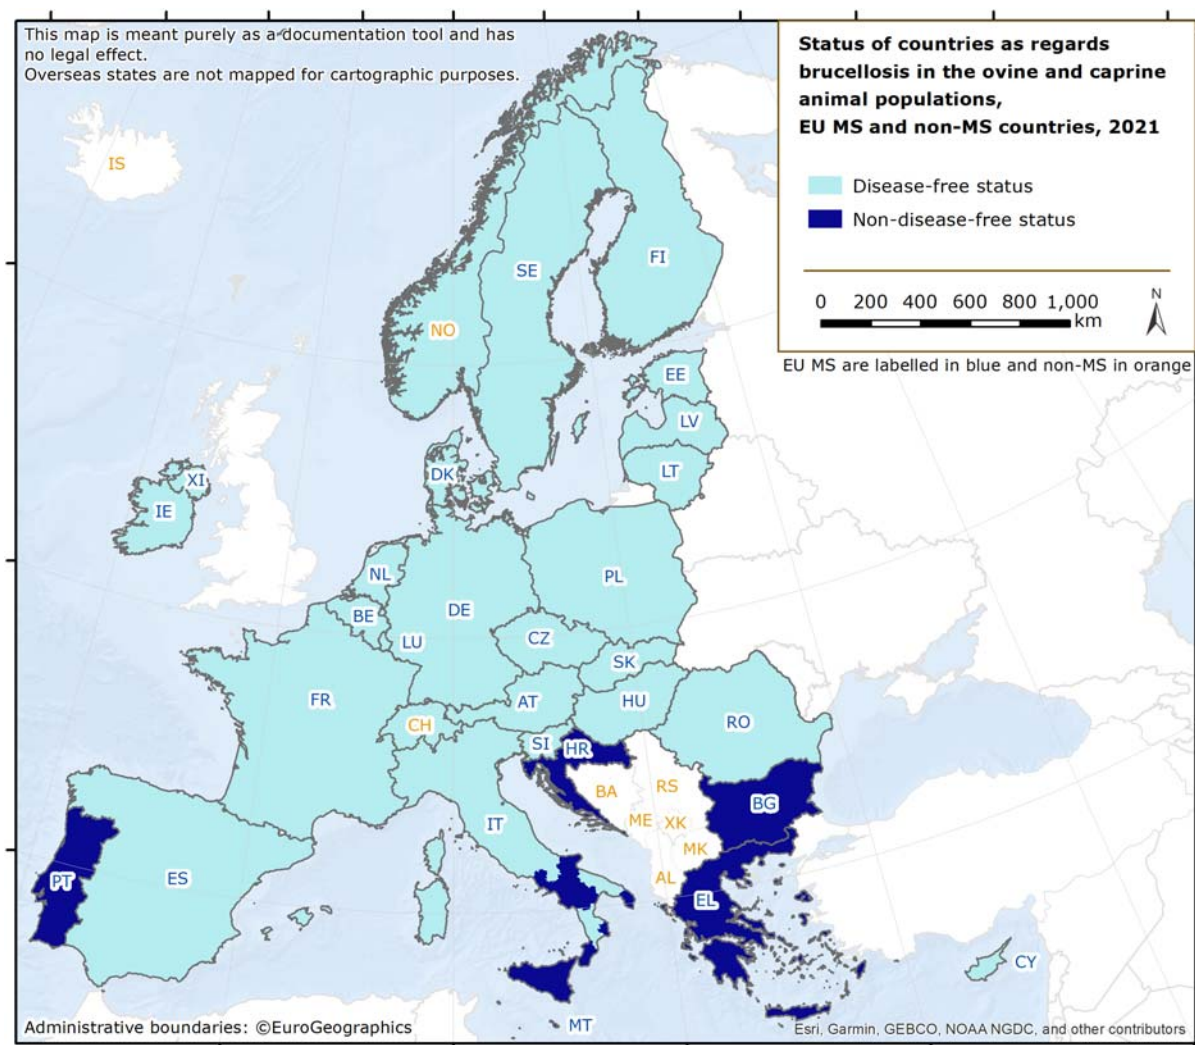 This map is meant purely as a documentation tool and has
no legal effect.
Overseas states are not mapped for cartographic purposes.
Status of countries as regards
brucellosis in the ovine and caprine
animal populations,
EU MS and non-MS countries, 2021
Disease-free status
Non-disease-free status
0 200 400 600 800 1,000
km
N
EU MS are labelled in blue and non-MS in orange
IS
SE
FI
NO
EE
LV
LT
DK
XI
IE
NL
PL
BE
DE
LU
CZ
SK
FR
AT
HU
CH
RO
SI
HR
BA
RS
BG
ME
XK
IT
MK
PT
ES
AL
EL
CY
MT
Administrative boundaries: ©EuroGeographics
Esri, Garmin, GEBCO, NOAA NGDC, and other contributors